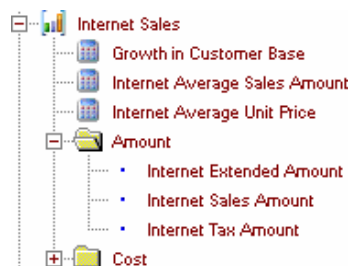 Internet Sales
Growth in Customer Base
Internet Average Sales Amount
Internet Average Unit Price
Amount
Internet Extended Amount
Internet Sales Amount
Internet Tax Amount
Cost